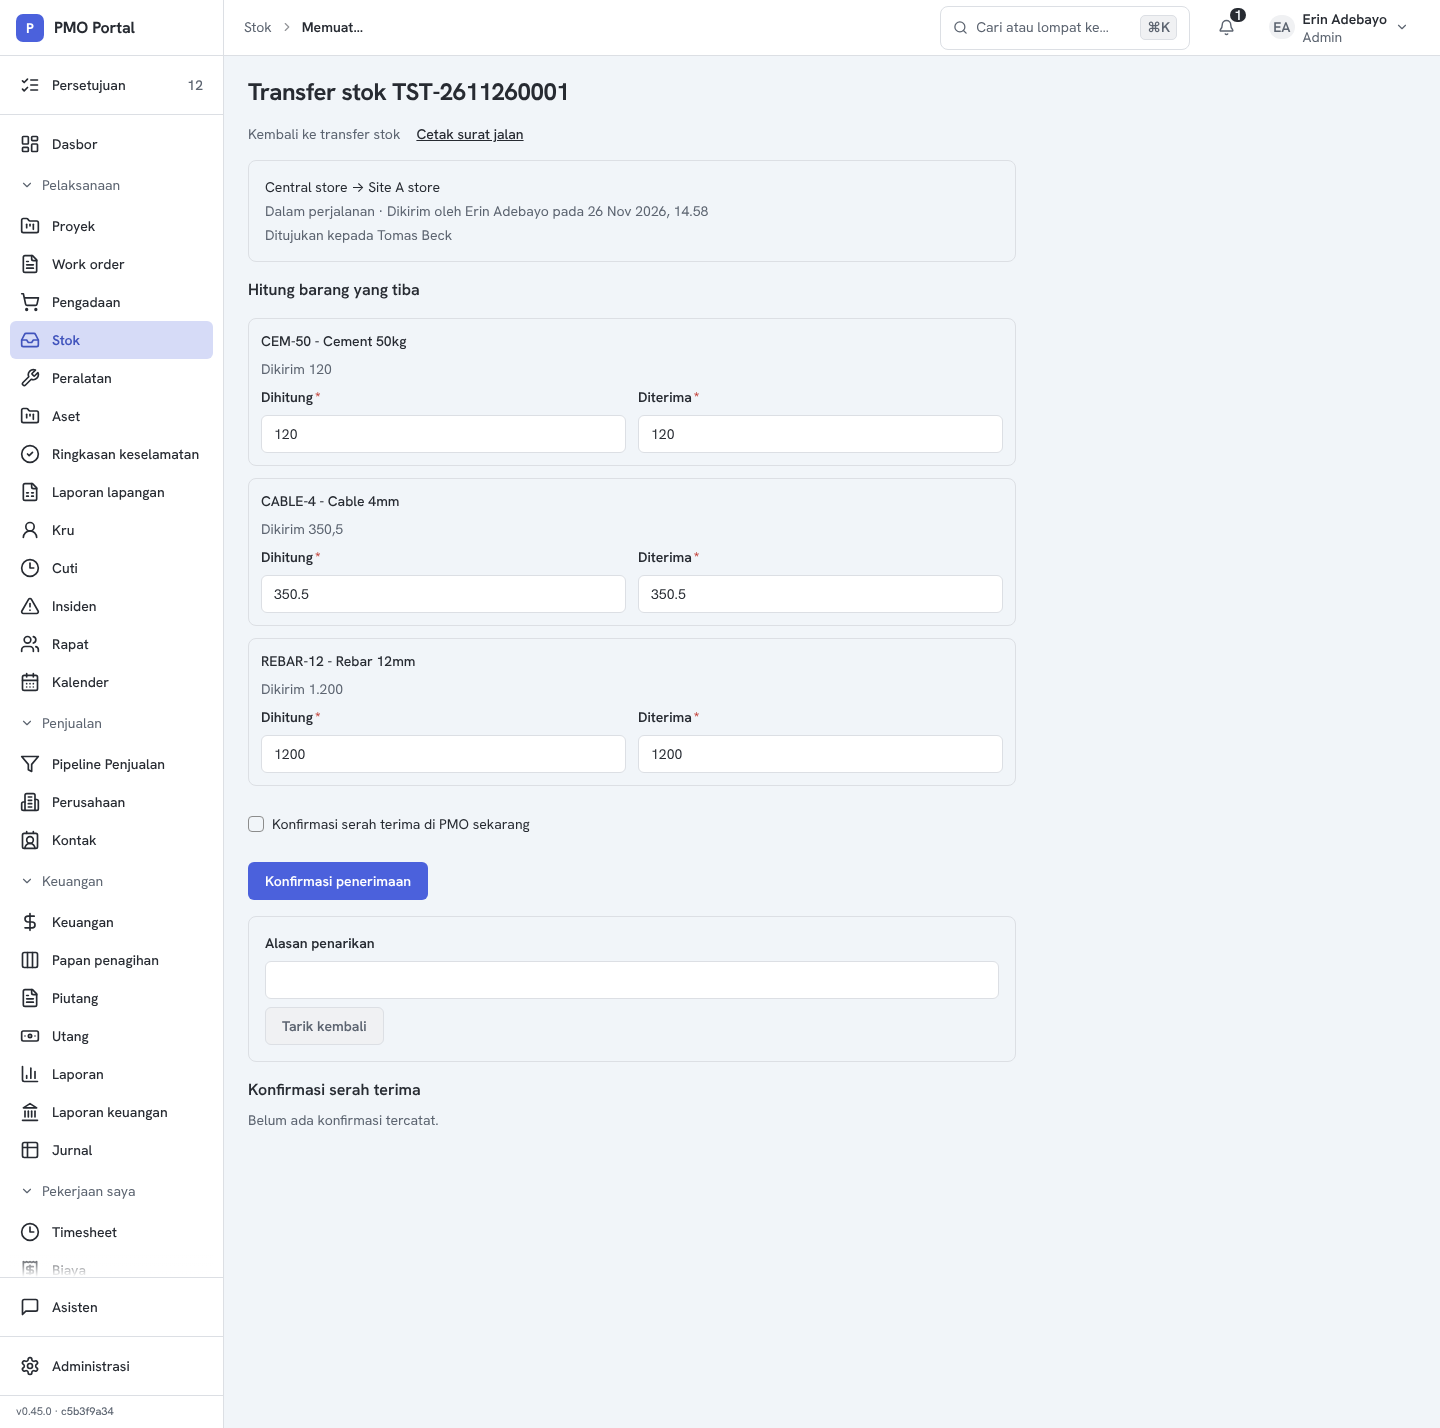 P PMO Portal
Stok > Memuat...
Cari atau lompat ke... ⌘K
1
EA Erin Adebayo
Admin
Persetujuan 12
Dasbor
Pelaksanaan
Proyek
Work order
Pengadaan
Stok
Peralatan
Aset
Ringkasan keselamatan
Laporan lapangan
Kru
Cuti
Insiden
Rapat
Kalender
Penjualan
Pipeline Penjualan
Perusahaan
Kontak
Keuangan
Keuangan
Papan penagihan
Piutang
Utang
Laporan
Laporan keuangan
Jurnal
Pekerjaan saya
Timesheet
Biaya
Asisten
Administrasi
v0.45.0 · c5b3f9a34
Transfer stok TST-2611260001
Kembali ke transfer stok Cetak surat jalan
Central store → Site A store
Dalam perjalanan · Dikirim oleh Erin Adebayo pada 26 Nov 2026, 14.58
Ditujukan kepada Tomas Beck
Hitung barang yang tiba
CEM-50 - Cement 50kg
Dikirim 120
Dihitung* Diterima*
120 120
CABLE-4 - Cable 4mm
Dikirim 350,5
Dihitung* Diterima*
350.5 350.5
REBAR-12 - Rebar 12mm
Dikirim 1.200
Dihitung* Diterima*
1200 1200
Konfirmasi serah terima di PMO sekarang
Konfirmasi penerimaan
Alasan penarikan
Tarik kembali
Konfirmasi serah terima
Belum ada konfirmasi tercatat.